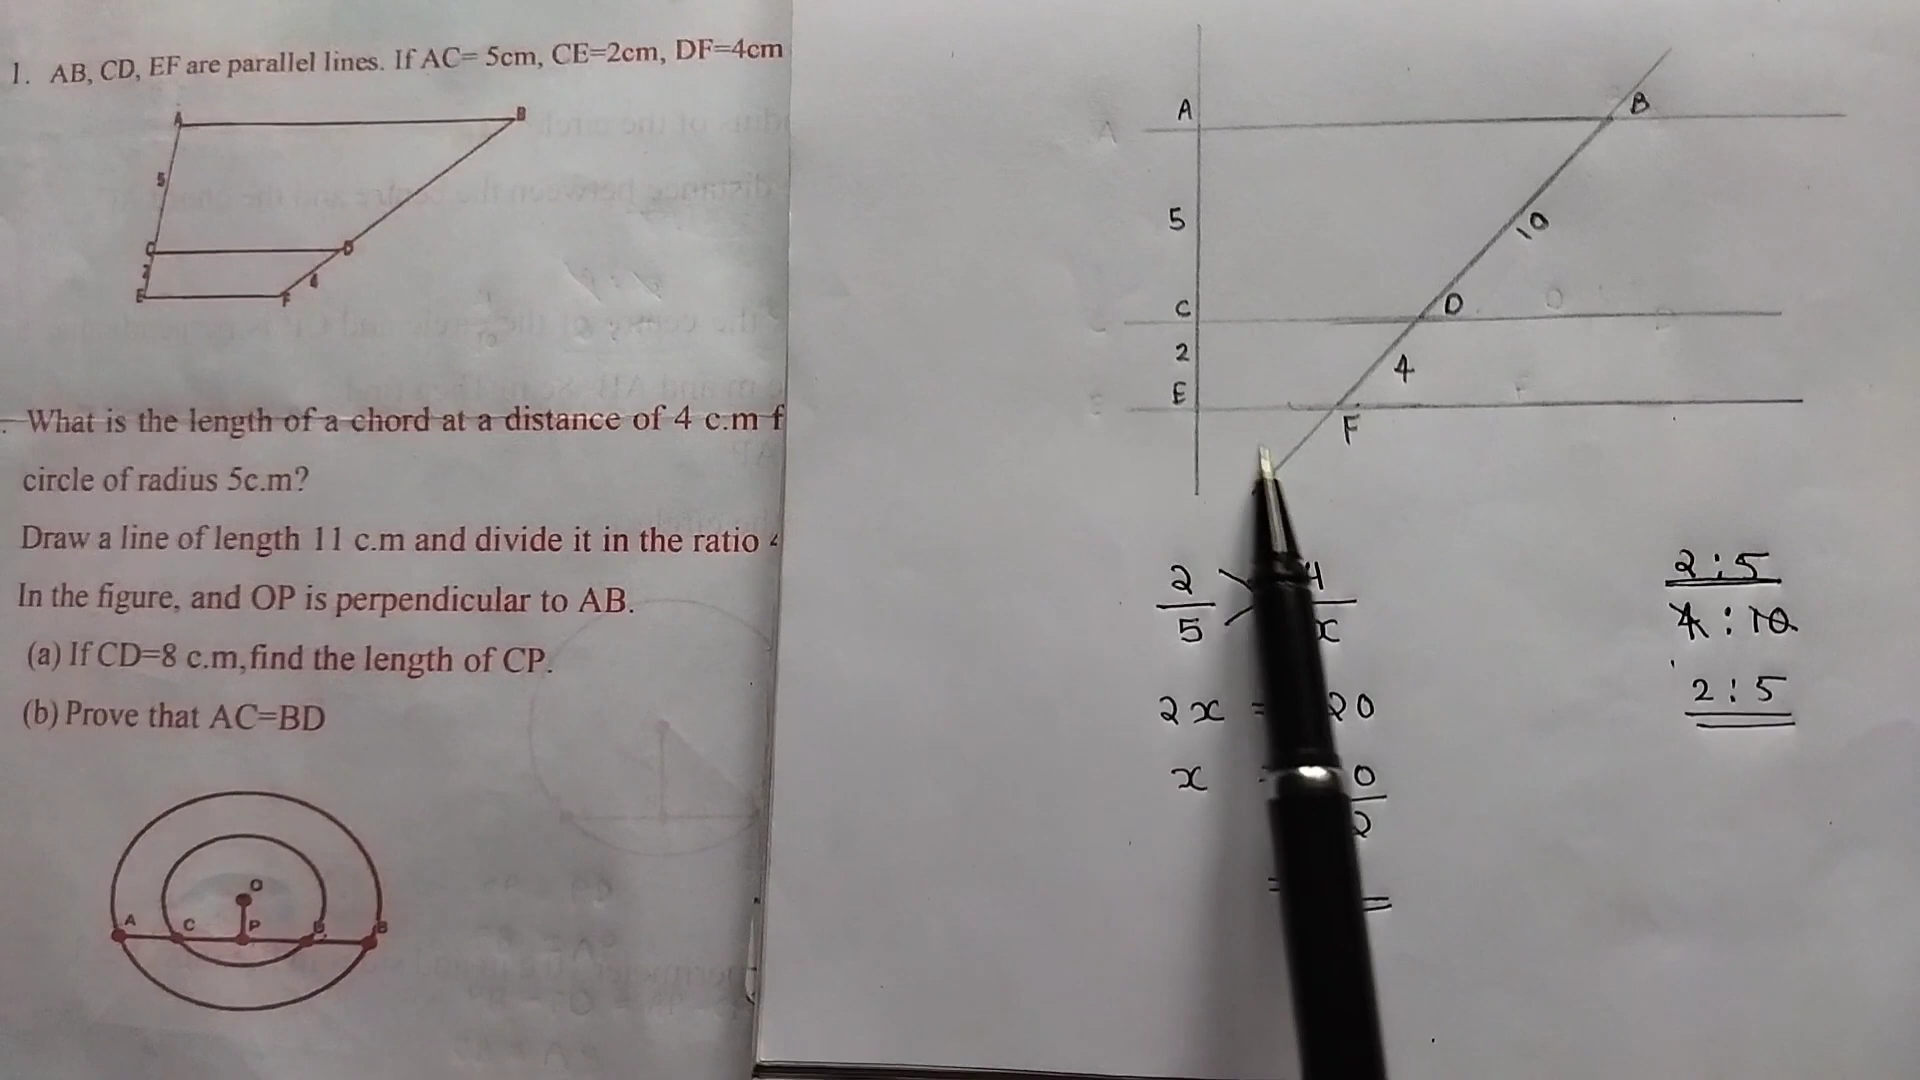 1. AB, CD, EF are parallel lines. If AC= 5cm, CE=2cm, DF=4cm
A
B
5
C
D
2
4
E
F
What is the length of a chord at a distance of 4 c.m f
circle of radius 5c.m?
Draw a line of length 11 c.m and divide it in the ratio
In the figure, and OP is perpendicular to AB.
(a) If CD=8 c.m,find the length of CP.
(b) Prove that AC=BD
O
A
C
P
B
A
B
5
10
C
D
2
4
E
F
2 4
5 x
2x = 20
x = 0
2
=
2:5
4:10
2:5